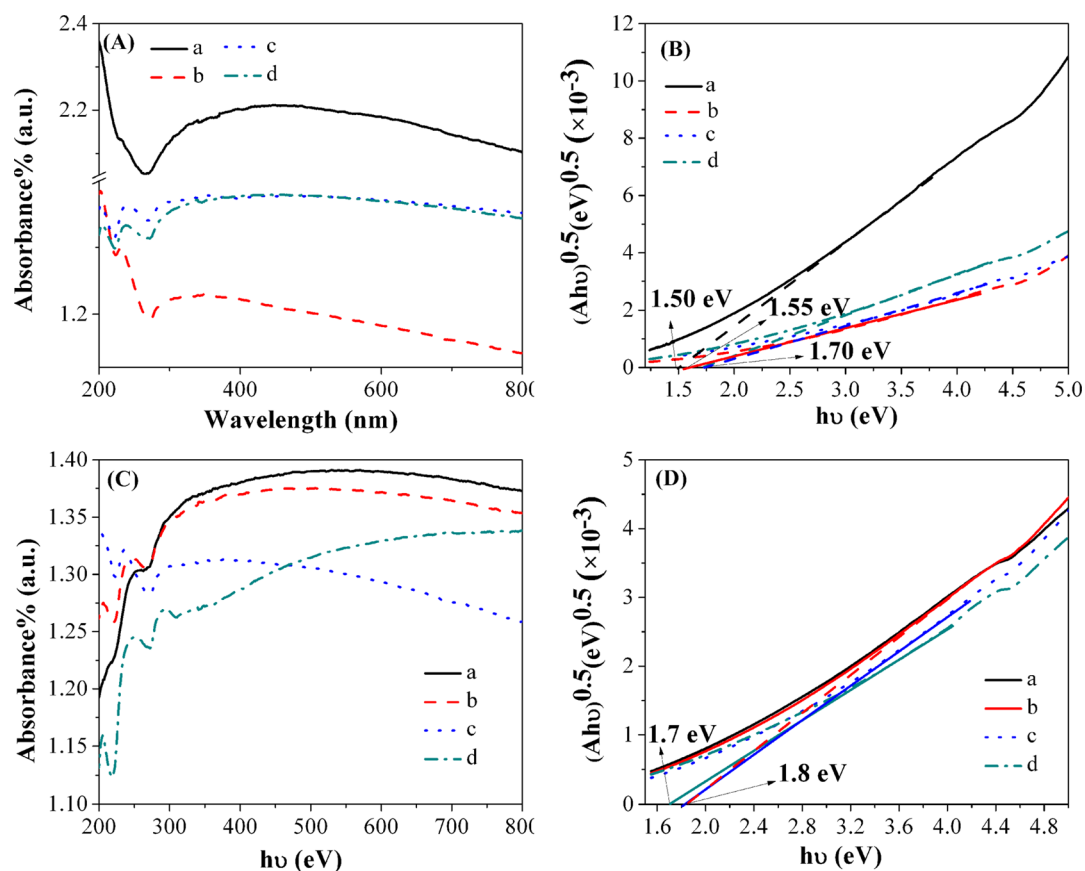 (A)
a
b
c
d
2.4
2.2
1.2
Absorbance% (a.u.)
200
400
600
800
Wavelength (nm)
(B)
a
b
c
d
12
10
8
6
4
2
0
(Ahυ)0.5(eV)0.5 (×10-3)
1.50 eV
1.55 eV
1.70 eV
1.5
2.0
2.5
3.0
3.5
4.0
4.5
5.0
hυ (eV)
(C)
a
b
c
d
1.40
1.35
1.30
1.25
1.20
1.15
1.10
Absorbance% (a.u.)
200
300
400
500
600
700
800
hυ (eV)
(D)
a
b
c
d
5
4
3
2
1
0
(Ahυ)0.5(eV)0.5 (×10-3)
1.7 eV
1.8 eV
1.6
2.0
2.4
2.8
3.2
3.6
4.0
4.4
4.8
hυ (eV)